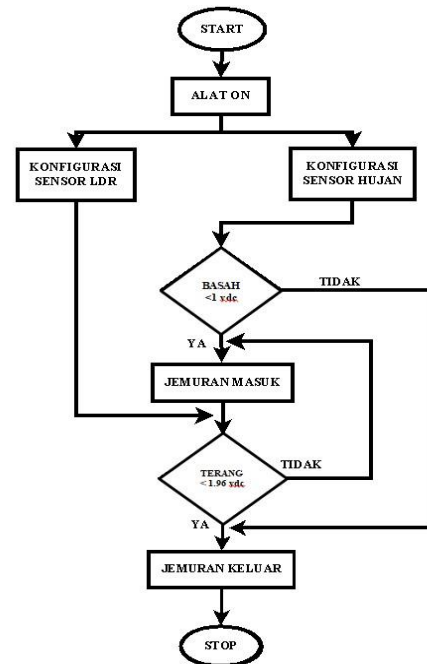 START
ALAT ON
KONFIGURASI
SENSOR LDR
KONFIGURASI
SENSOR HUJAN
BASAH
<1 vdc
TIDAK
YA
JEMURAN MASUK
TERANG
< 1.96 vdc
TIDAK
YA
JEMURAN KELUAR
STOP